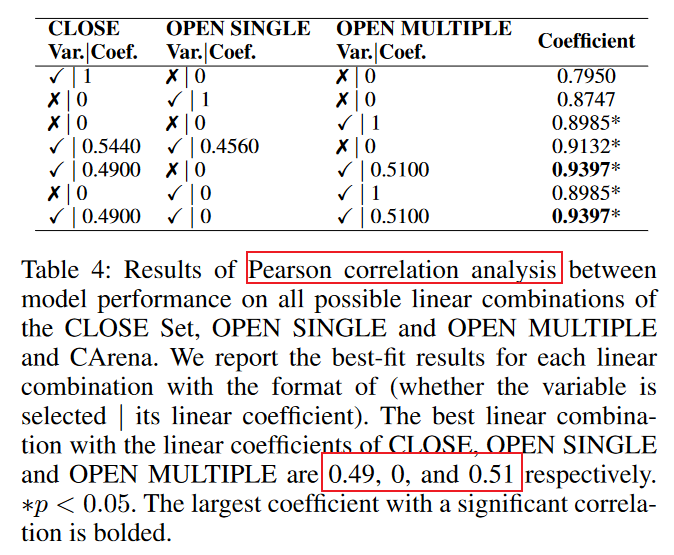 CLOSE OPEN SINGLE OPEN MULTIPLE Coefficient
Var.|Coef. Var.|Coef. Var.|Coef.
✓ | 1 ✗ | 0 ✗ | 0 0.7950
✗ | 0 ✓ | 1 ✗ | 0 0.8747
✗ | 0 ✗ | 0 ✓ | 1 0.8985*
✓ | 0.5440 ✓ | 0.4560 ✗ | 0 0.9132*
✓ | 0.4900 ✗ | 0 ✓ | 0.5100 0.9397*
✗ | 0 ✓ | 0 ✓ | 1 0.8985*
✓ | 0.4900 ✓ | 0 ✓ | 0.5100 0.9397*
Table 4: Results of Pearson correlation analysis between
model performance on all possible linear combinations of
the CLOSE Set, OPEN SINGLE and OPEN MULTIPLE
and CArena. We report the best-fit results for each linear
combination with the format of (whether the variable is
selected | its linear coefficient). The best linear combina-
tion with the linear coefficients of CLOSE, OPEN SINGLE
and OPEN MULTIPLE are 0.49, 0, and 0.51 respectively.
*p < 0.05. The largest coefficient with a significant correla-
tion is bolded.